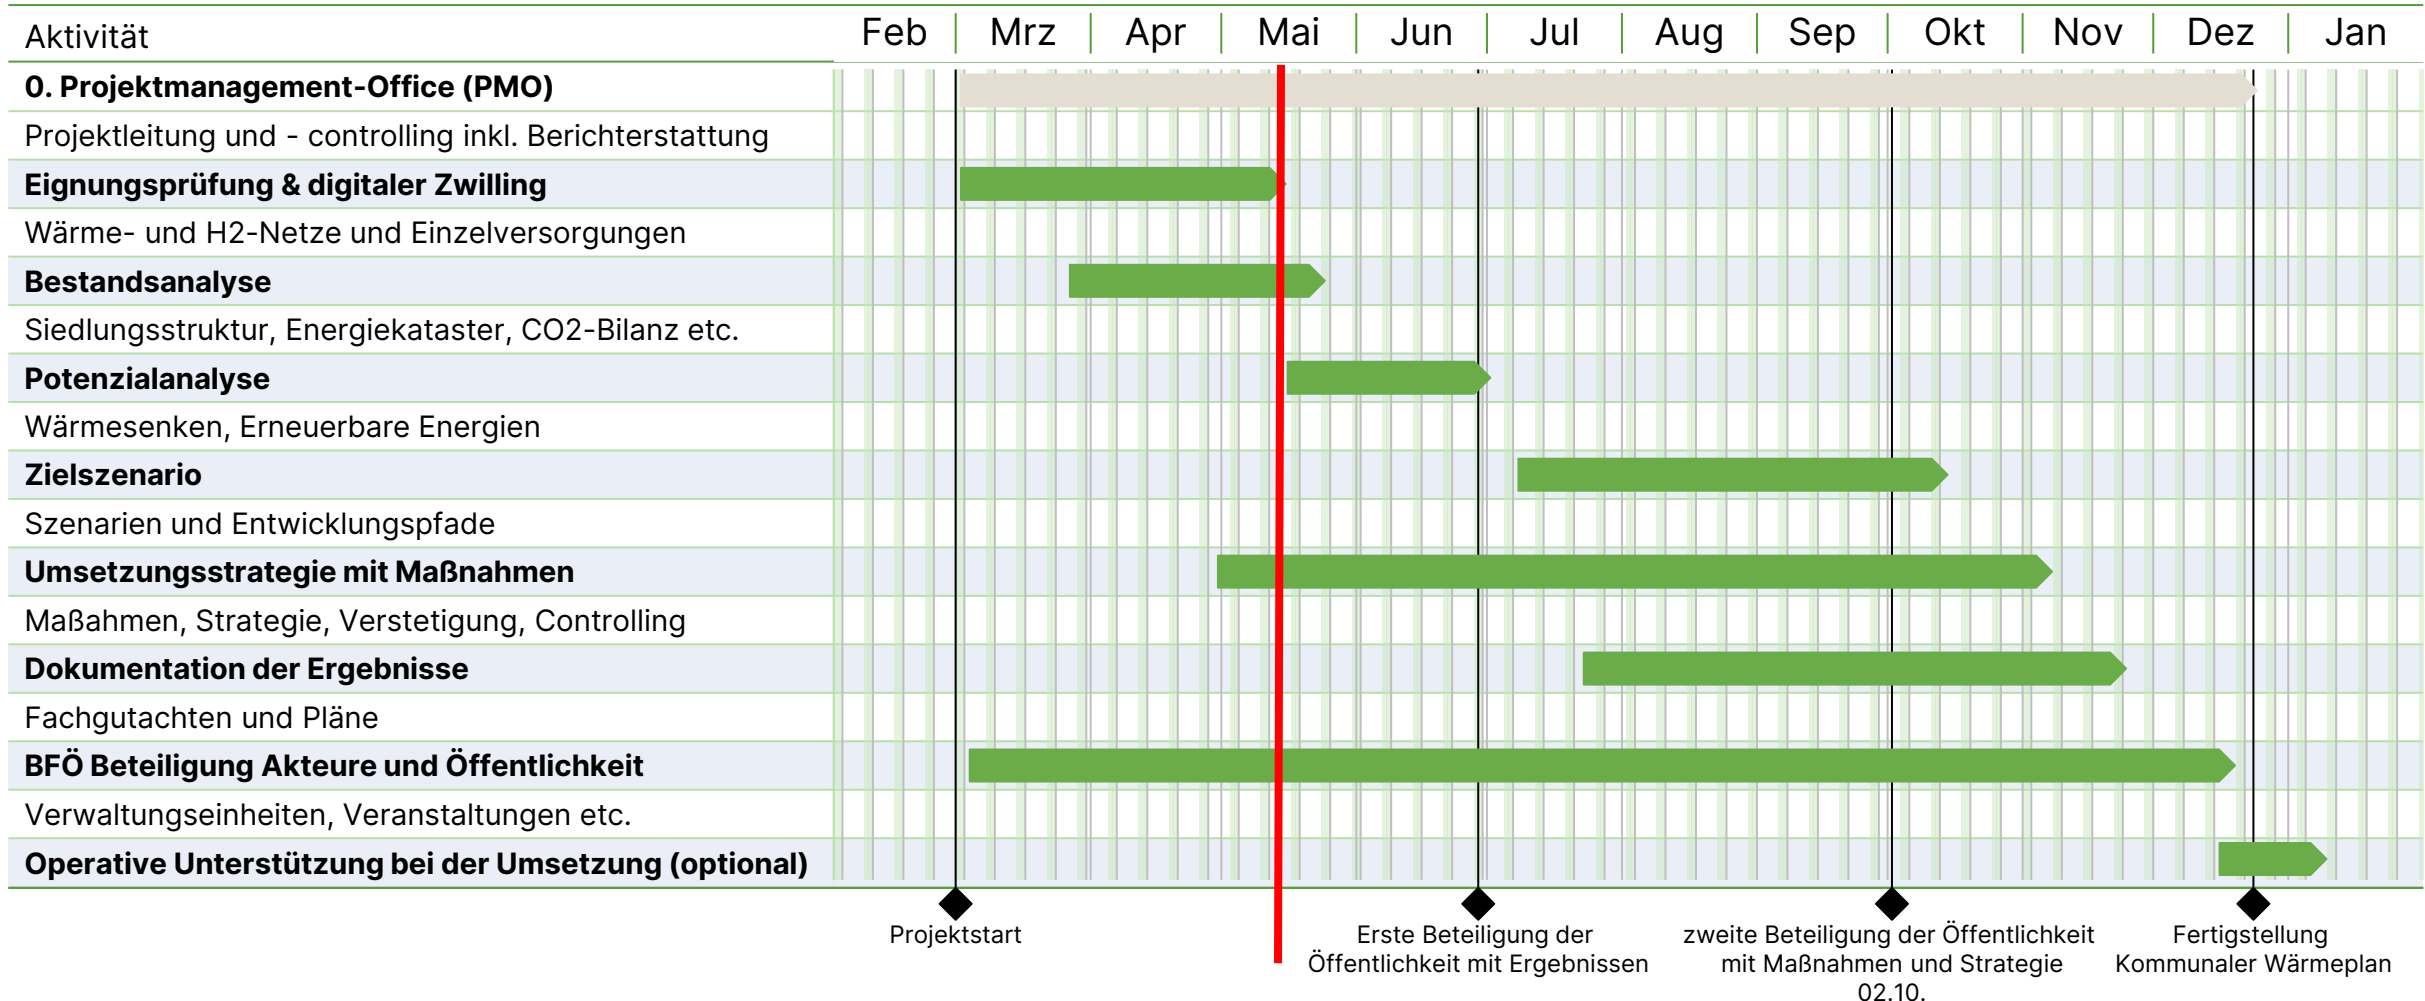 Aktivität Feb Mrz Apr Mai Jun Jul Aug Sep Okt Nov Dez Jan
0. Projektmanagement-Office (PMO)
Projektleitung und - controlling inkl. Berichterstattung
Eignungsprüfung & digitaler Zwilling
Wärme- und H2-Netze und Einzelversorgungen
Bestandsanalyse
Siedlungsstruktur, Energiekataster, CO2-Bilanz etc.
Potenzialanalyse
Wärmesenken, Erneuerbare Energien
Zielszenario
Szenarien und Entwicklungspfade
Umsetzungsstrategie mit Maßnahmen
Maßahmen, Strategie, Verstetigung, Controlling
Dokumentation der Ergebnisse
Fachgutachten und Pläne
BFÖ Beteiligung Akteure und Öffentlichkeit
Verwaltungseinheiten, Veranstaltungen etc.
Operative Unterstützung bei der Umsetzung (optional)
Projektstart
Erste Beteiligung der
Öffentlichkeit mit Ergebnissen
zweite Beteiligung der Öffentlichkeit
mit Maßnahmen und Strategie
02.10.
Fertigstellung
Kommunaler Wärmeplan